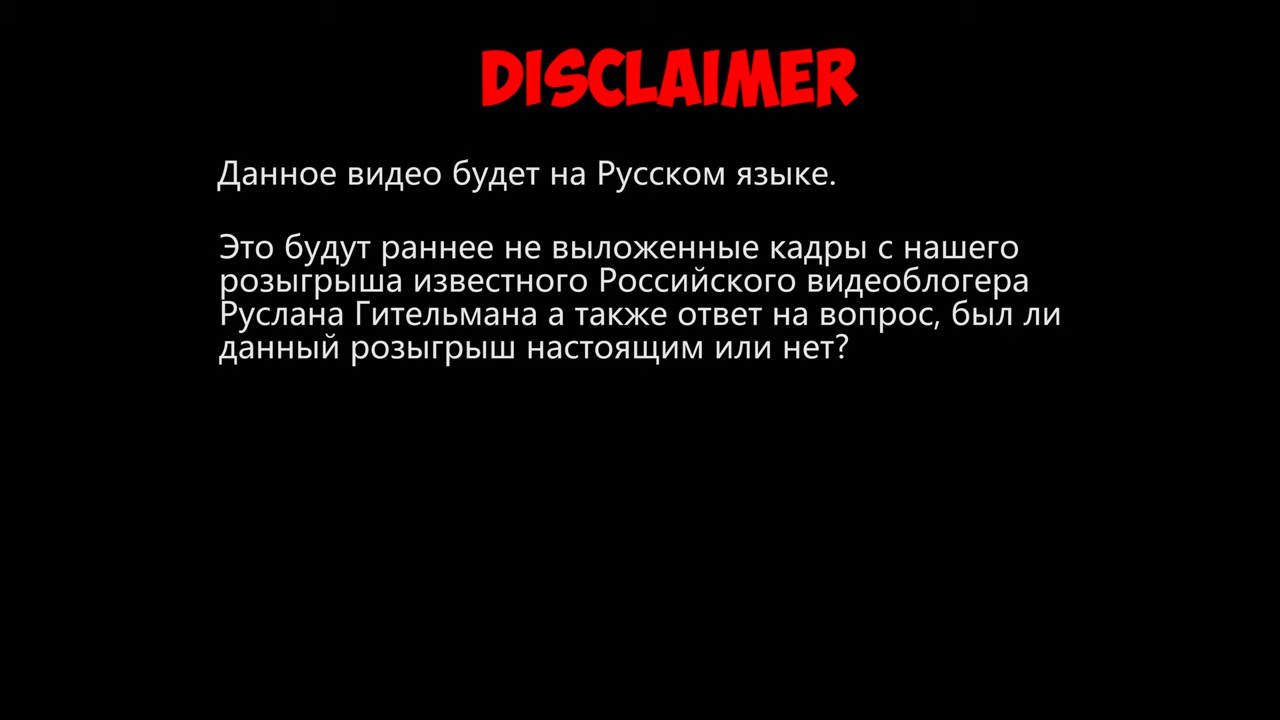 DISCLAIMER
Данное видео будет на Русском языке.
Это будут раннее не выложенные кадры с нашего
розыгрыша известного Российского видеоблогера
Руслана Гительмана а также ответ на вопрос, был ли
данный розыгрыш настоящим или нет?